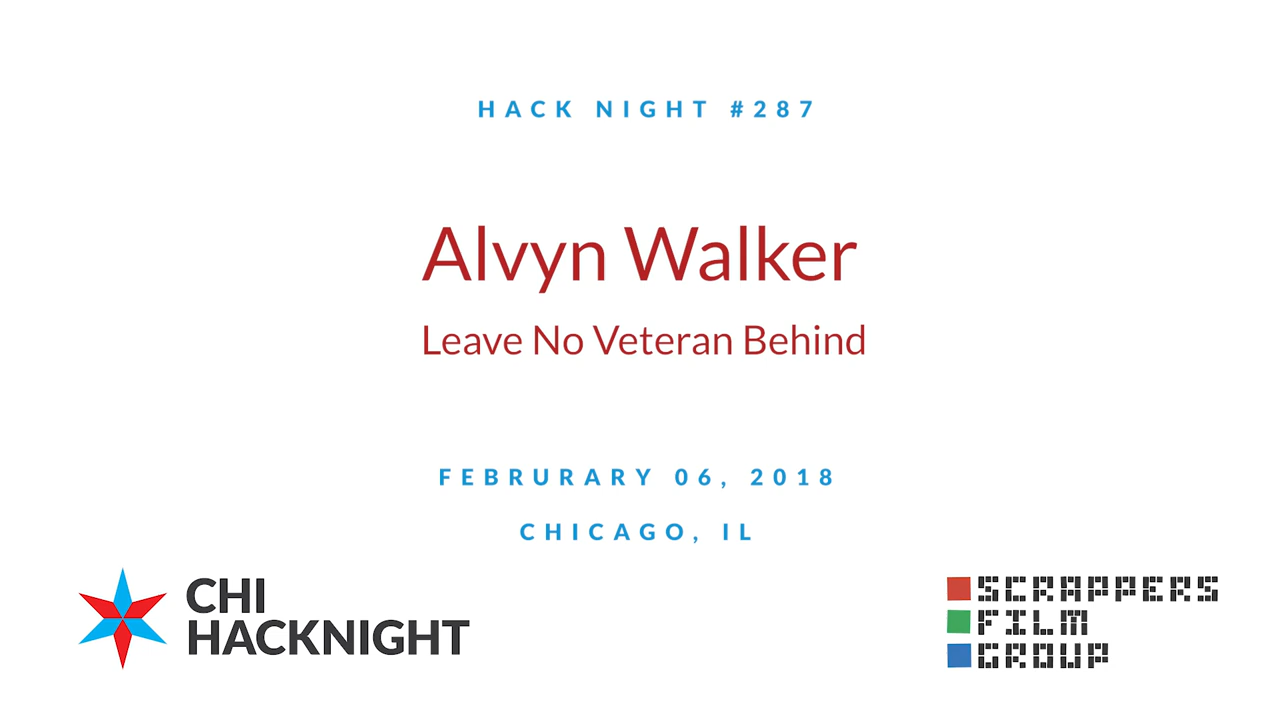 HACK NIGHT #287
Alvyn Walker
Leave No Veteran Behind
FEBRURARY 06, 2018
CHICAGO, IL
CHI
HACKNIGHT
SCRAPPERS
FILM
GROUP